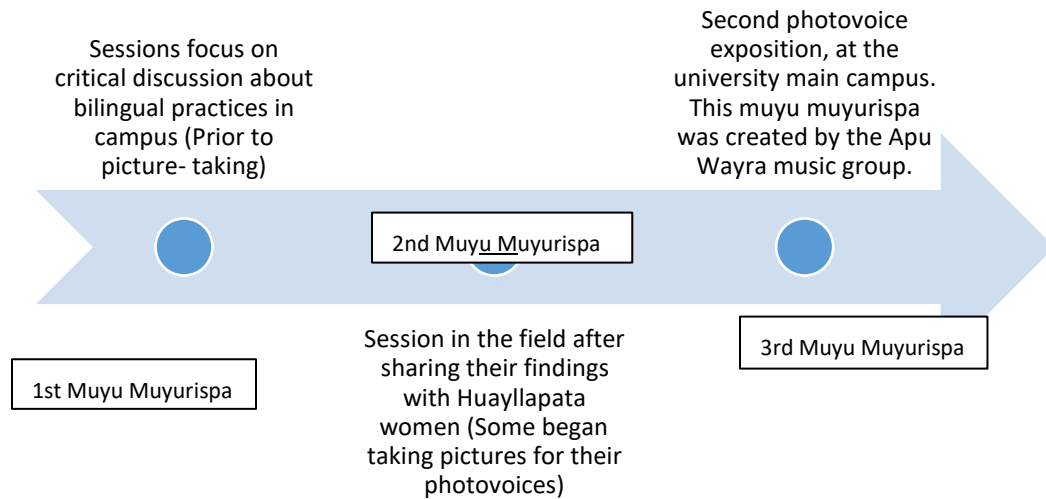 Sessions focus on
critical discussion about
bilingual practices in
campus (Prior to
picture- taking)
1st Muyu Muyurispa
2nd Muyu Muyurispa
Session in the field after
sharing their findings
with Huayllapata
women (Some began
taking pictures for their
photovoices)
Second photovoice
exposition, at the
university main campus.
This muyu muyurispa
was created by the Apu
Wayra music group.
3rd Muyu Muyurispa